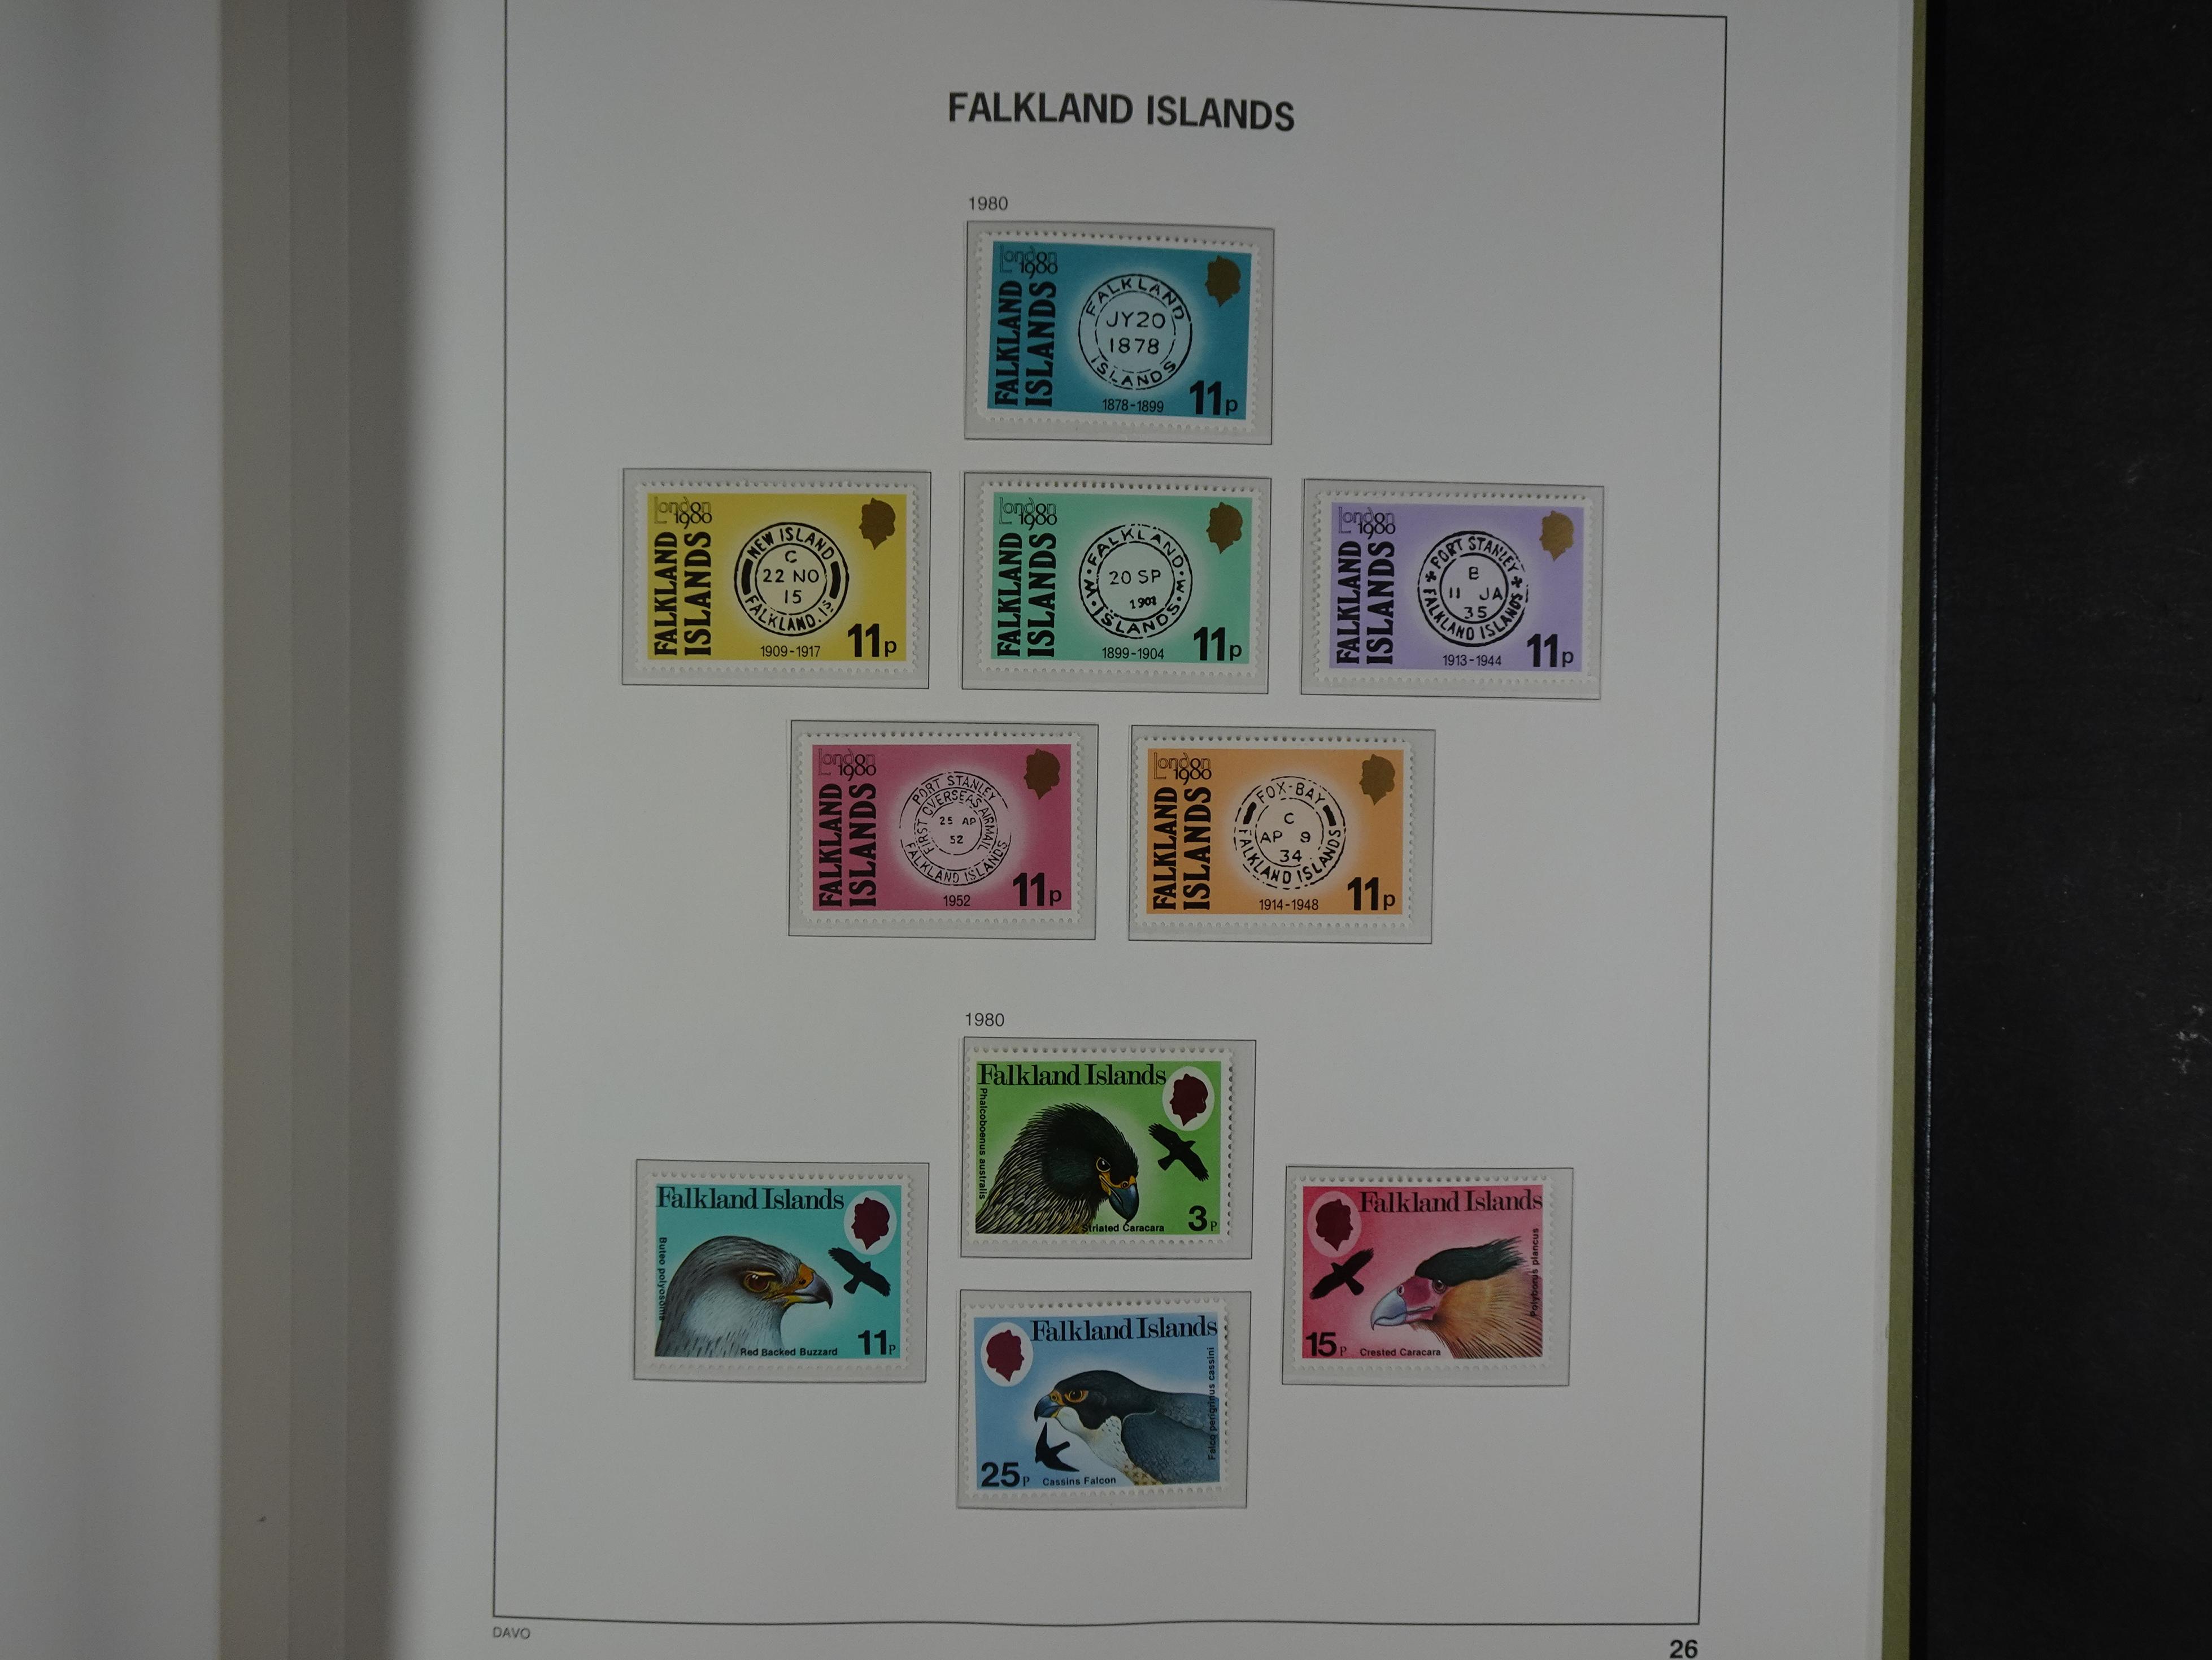 FALKLAND ISLANDS
1980
London 1980
FALKLAND ISLANDS
FALKLAND ISLANDS
JY 20
1878
1878-1899
11p
London 1980
FALKLAND ISLANDS
NEW ISLAND
C
22 NO
15
FALKLAND. IS.
1909-1917
11p
London 1980
FALKLAND ISLANDS
W. FALKLAND. W. ISLANDS.
20 SP
1901
1899-1904
11p
London 1980
FALKLAND ISLANDS
PORT STANLEY
B
11 JA
35
FALKLAND ISLANDS
1913-1944
11p
London 1980
FALKLAND ISLANDS
PORT STANLEY
FIRST OVERSEAS AIRMAIL
25 AP
52
FALKLAND ISLANDS
1952
11p
London 1980
FALKLAND ISLANDS
FOX-BAY
C
AP 9
34
FALKLAND ISLANDS
1914-1948
11p
1980
Falkland Islands
Phalcoboenus australis
Striated Caracara
3P
Falkland Islands
Buteo polyosoma
Red Backed Buzzard
11P
Falkland Islands
Polyborus plancus
15P
Crested Caracara
Falkland Islands
Falco perigrinus cassini
25P
Cassins Falcon
DAVO
26